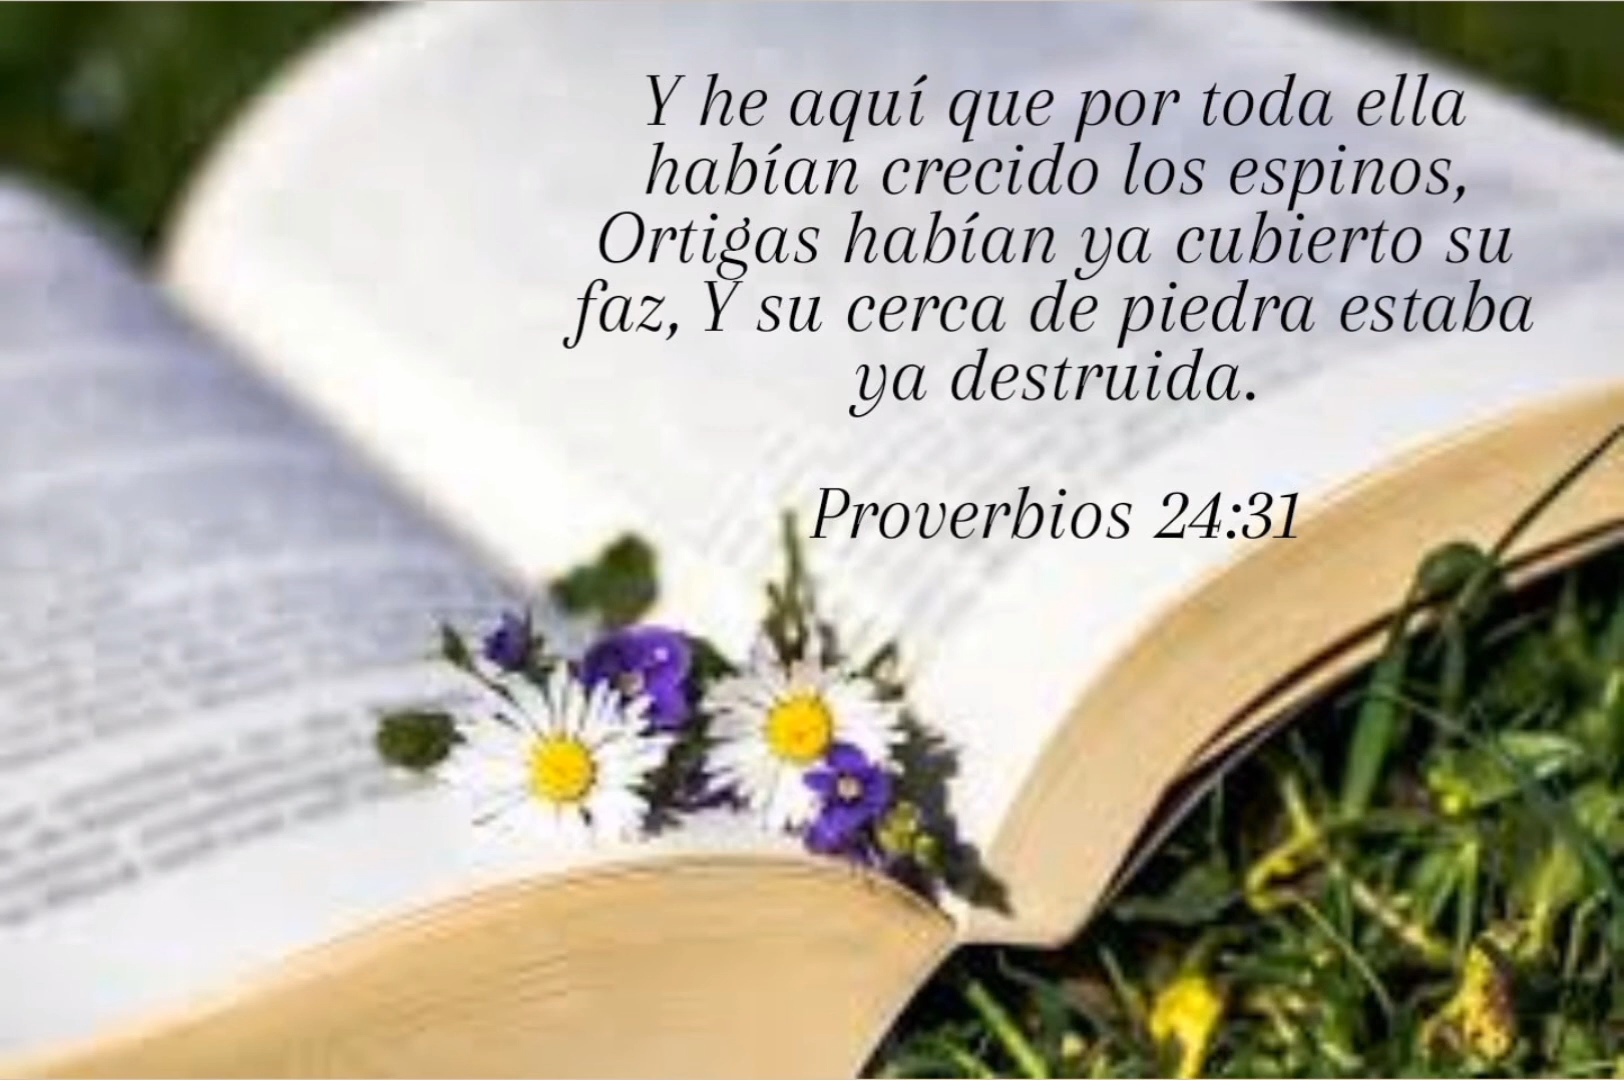 Y he aquí que por toda ella
habían crecido los espinos,
Ortigas habían ya cubierto su
faz, Y su cerca de piedra estaba
ya destruida.
Proverbios 24:31